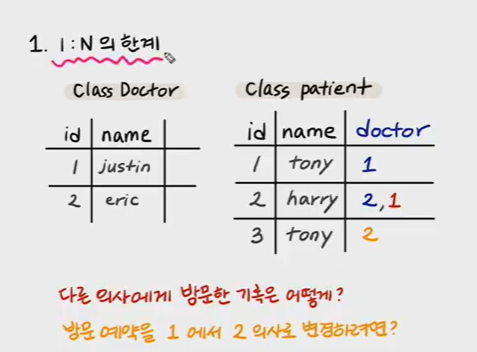 1. 1:N의 한계
Class Doctor
id name
1 justin
2 eric
Class patient
id name doctor
1 tony 1
2 harry 2,1
3 tony 2
다른 의사에게 방문한 기록은 어떻게?
방문 예약을 1에서 2 의사로 변경하려면?